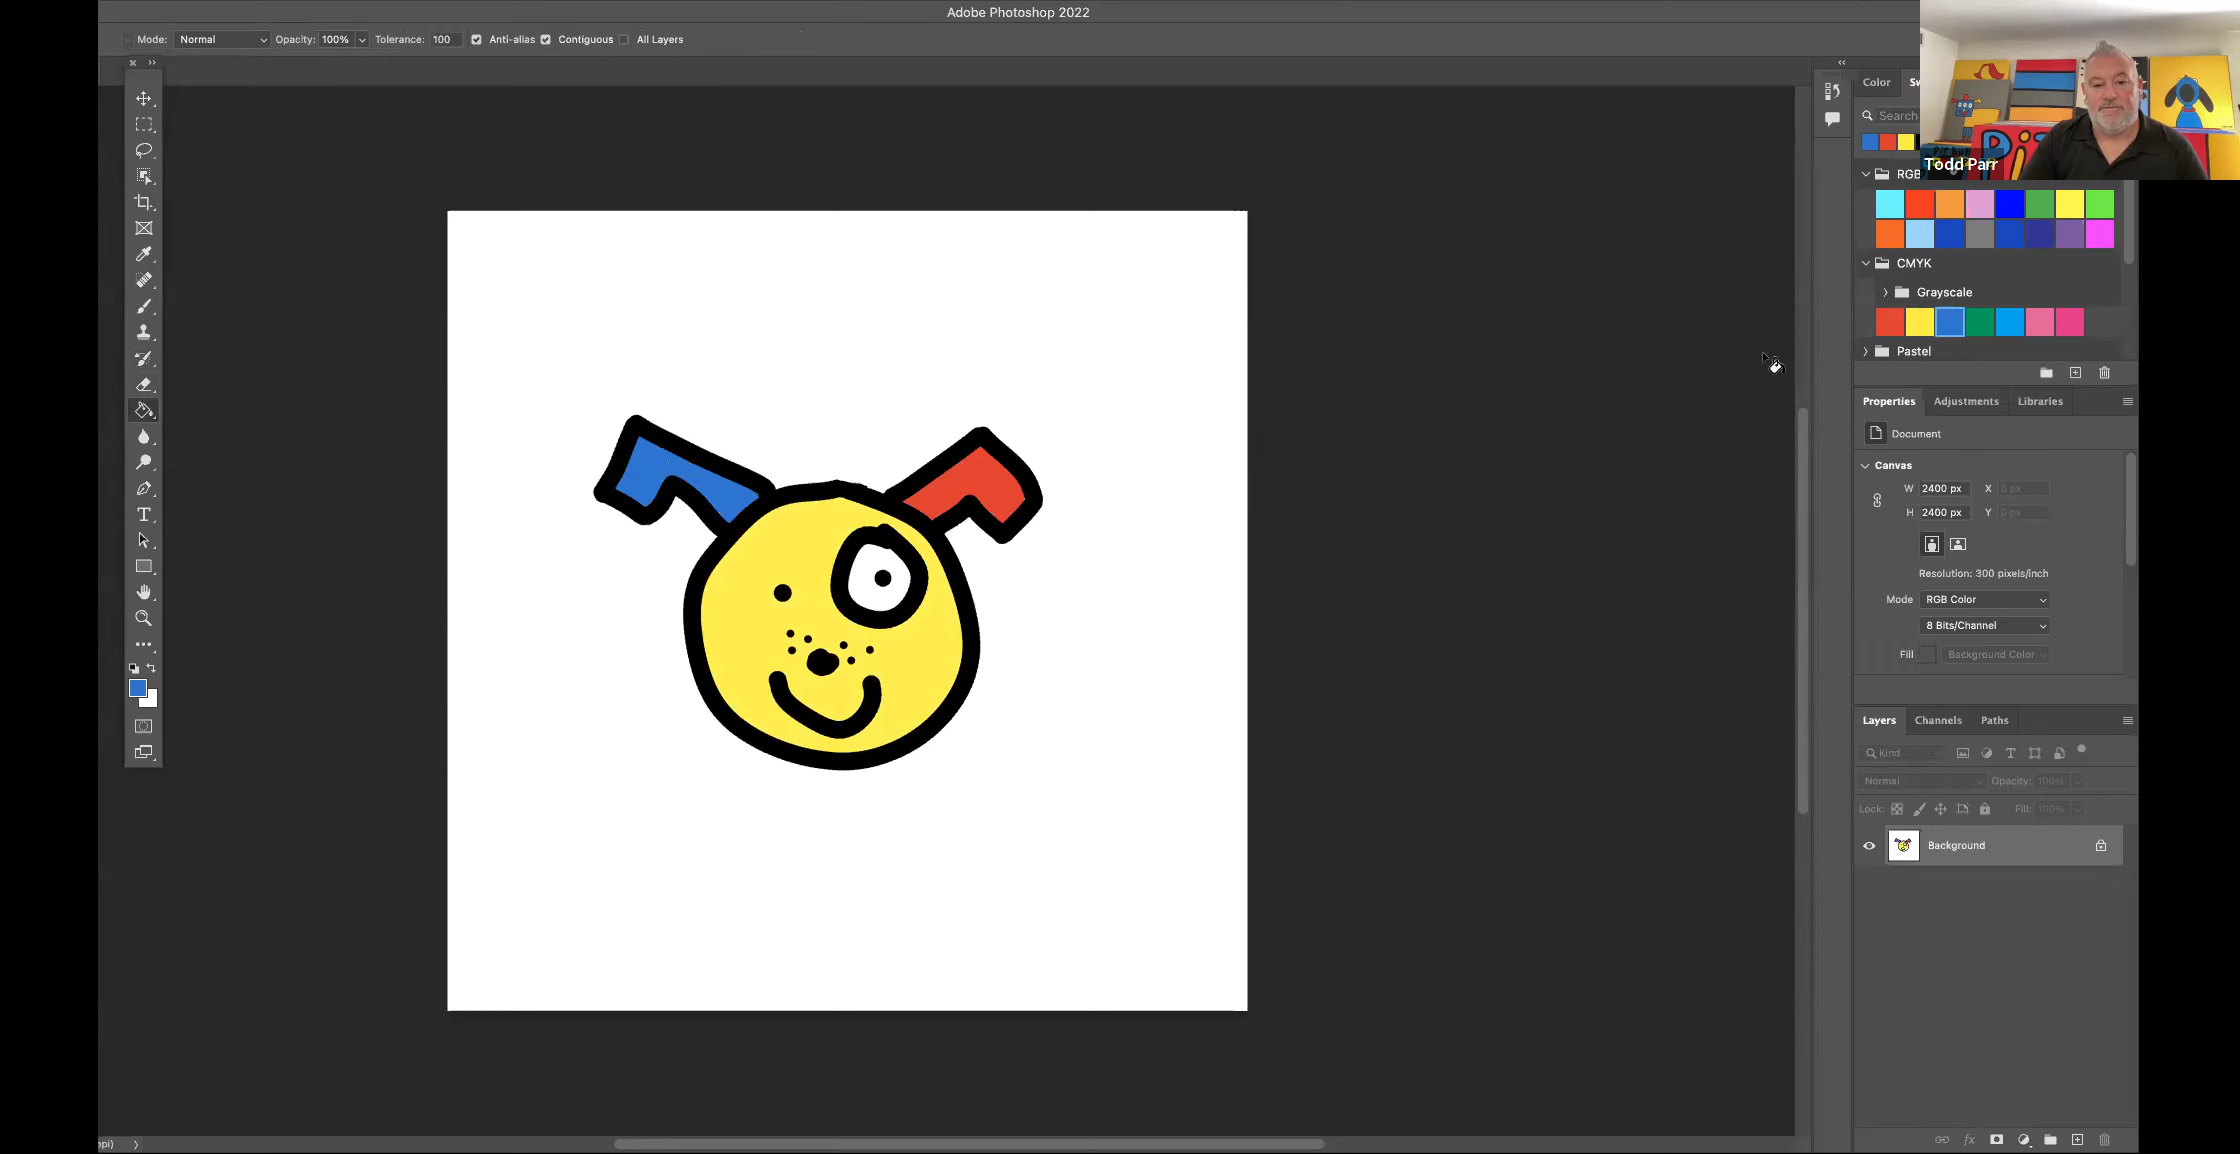 Adobe Photoshop 2022
Mode: Normal Opacity: 100% Tolerance: 100 Anti-alias Contiguous All Layers
Color Sw
Search
Todd Parr
RGB
CMYK
Grayscale
Pastel
Properties Adjustments Libraries
Document
Canvas
W 2400 px X 0 px
H 2400 px Y 0 px
Resolution: 300 pixels/inch
Mode RGB Color
8 Bits/Channel
Fill Background Color
Layers Channels Paths
Kind
Normal Opacity: 100%
Lock: Fill: 100%
Background
fx
ppi)